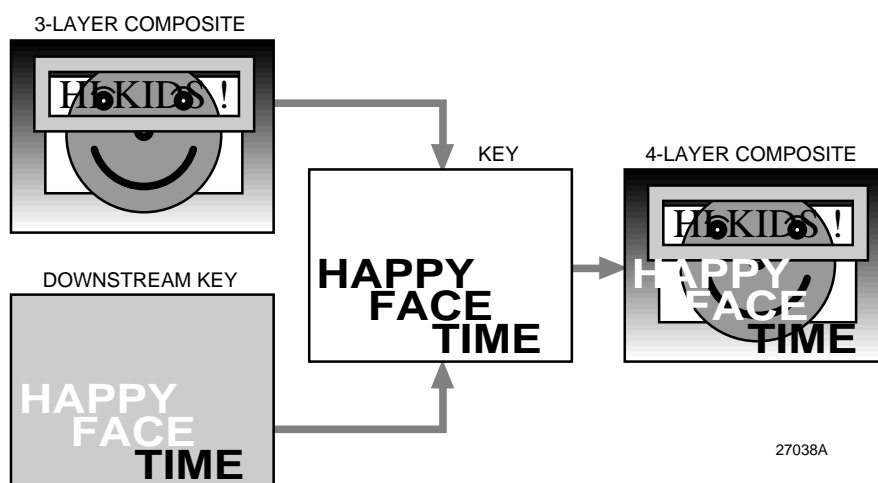 3-LAYER COMPOSITE
HI KIDS !
KEY
HAPPY
FACE
TIME
4-LAYER COMPOSITE
HI KIDS !
HAPPY
FACE
TIME
DOWNSTREAM KEY
HAPPY
FACE
TIME
27038A